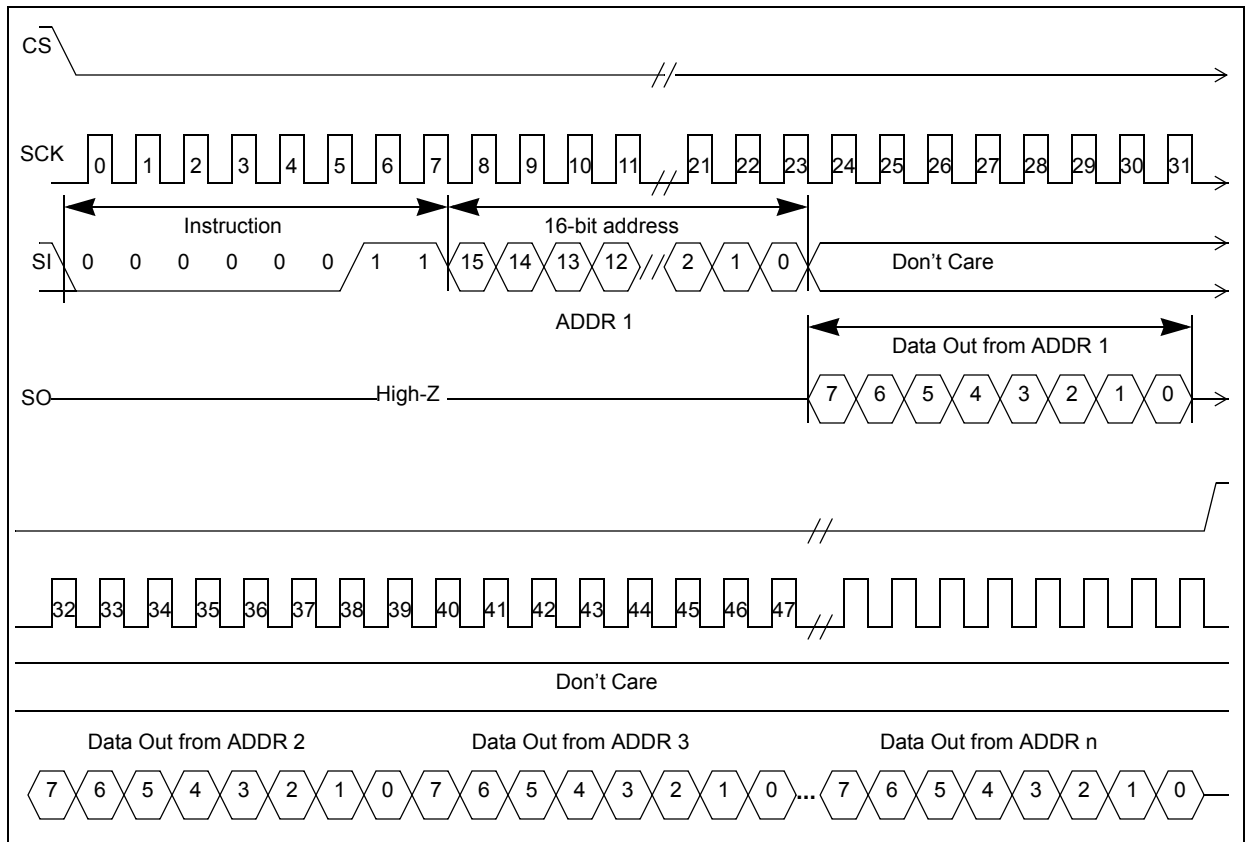 CS
SCK 0 1 2 3 4 5 6 7 8 9 10 11 21 22 23 24 25 26 27 28 29 30 31
Instruction 16-bit address
SI 0 0 0 0 0 0 1 1 15 14 13 12 2 1 0 Don't Care
ADDR 1
Data Out from ADDR 1
SO High-Z 7 6 5 4 3 2 1 0
32 33 34 35 36 37 38 39 40 41 42 43 44 45 46 47
Don't Care
Data Out from ADDR 2 Data Out from ADDR 3 Data Out from ADDR n
7 6 5 4 3 2 1 0 7 6 5 4 3 2 1 0 ... 7 6 5 4 3 2 1 0